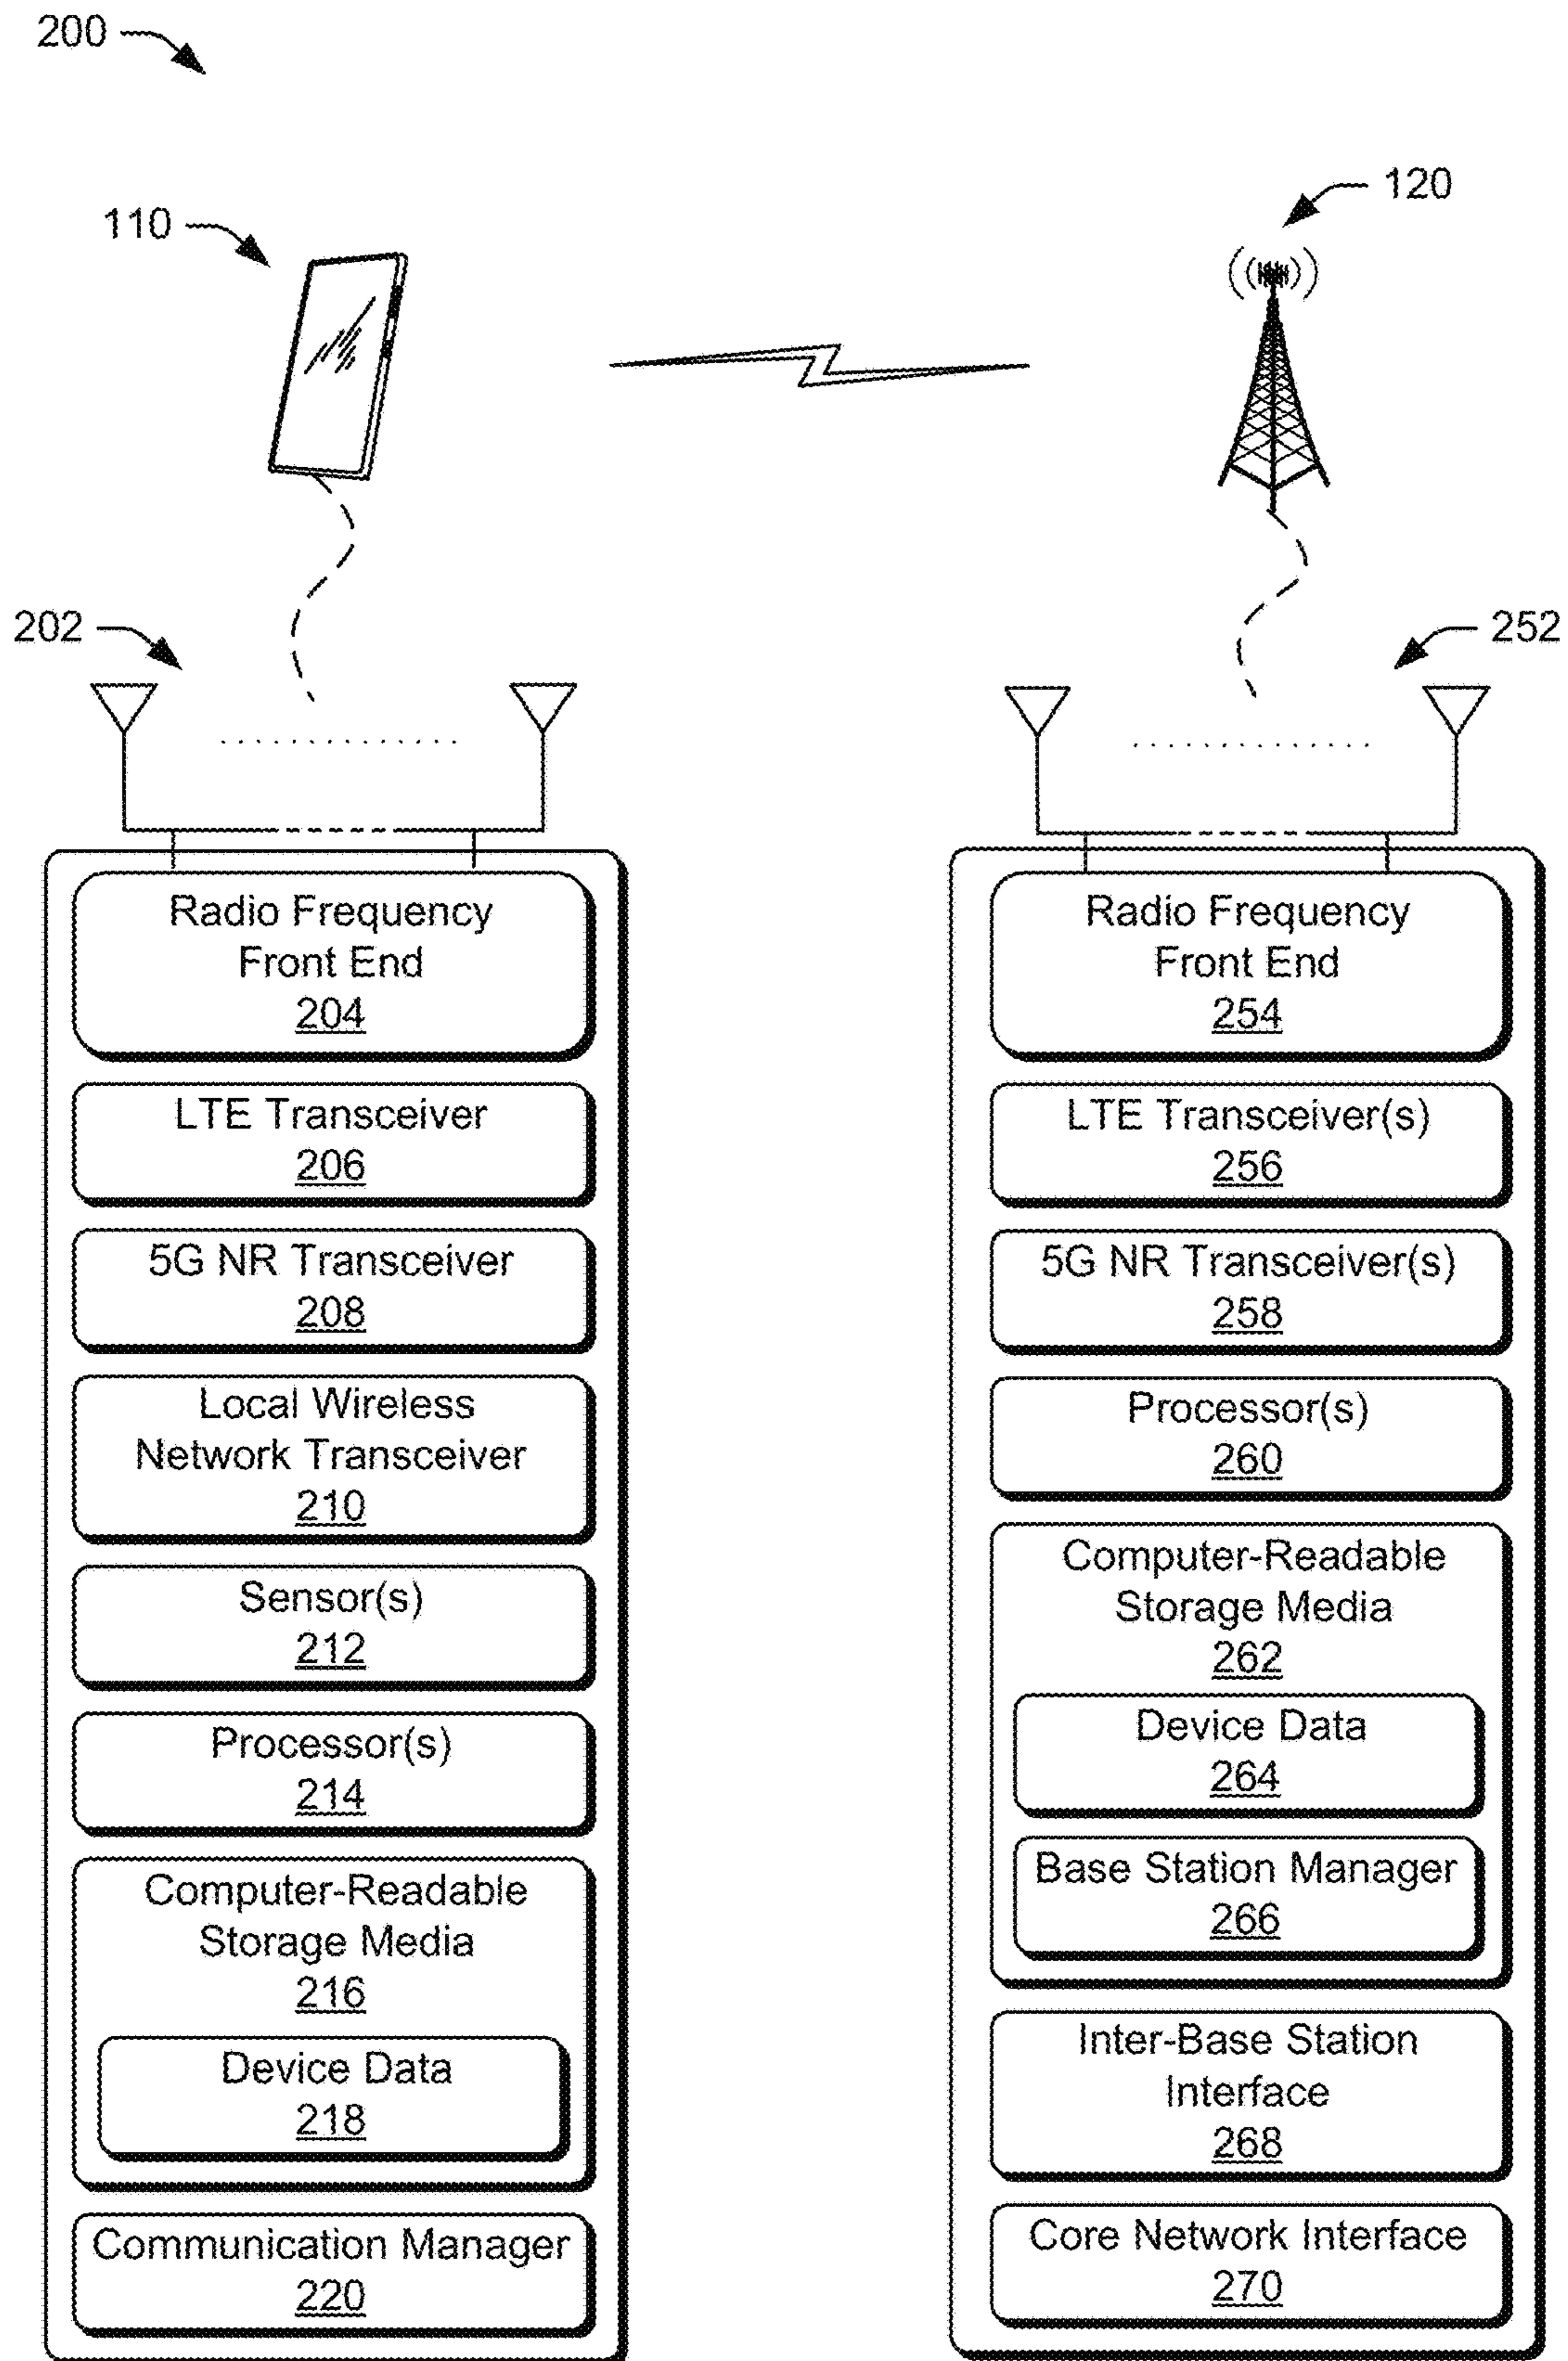 200
110
120
202
252
Radio Frequency
Front End
204
LTE Transceiver
206
5G NR Transceiver
208
Local Wireless
Network Transceiver
210
Sensor(s)
212
Processor(s)
214
Computer-Readable
Storage Media
216
Device Data
218
Communication Manager
220
Radio Frequency
Front End
254
LTE Transceiver(s)
256
5G NR Transceiver(s)
258
Processor(s)
260
Computer-Readable
Storage Media
262
Device Data
264
Base Station Manager
266
Inter-Base Station
Interface
268
Core Network Interface
270